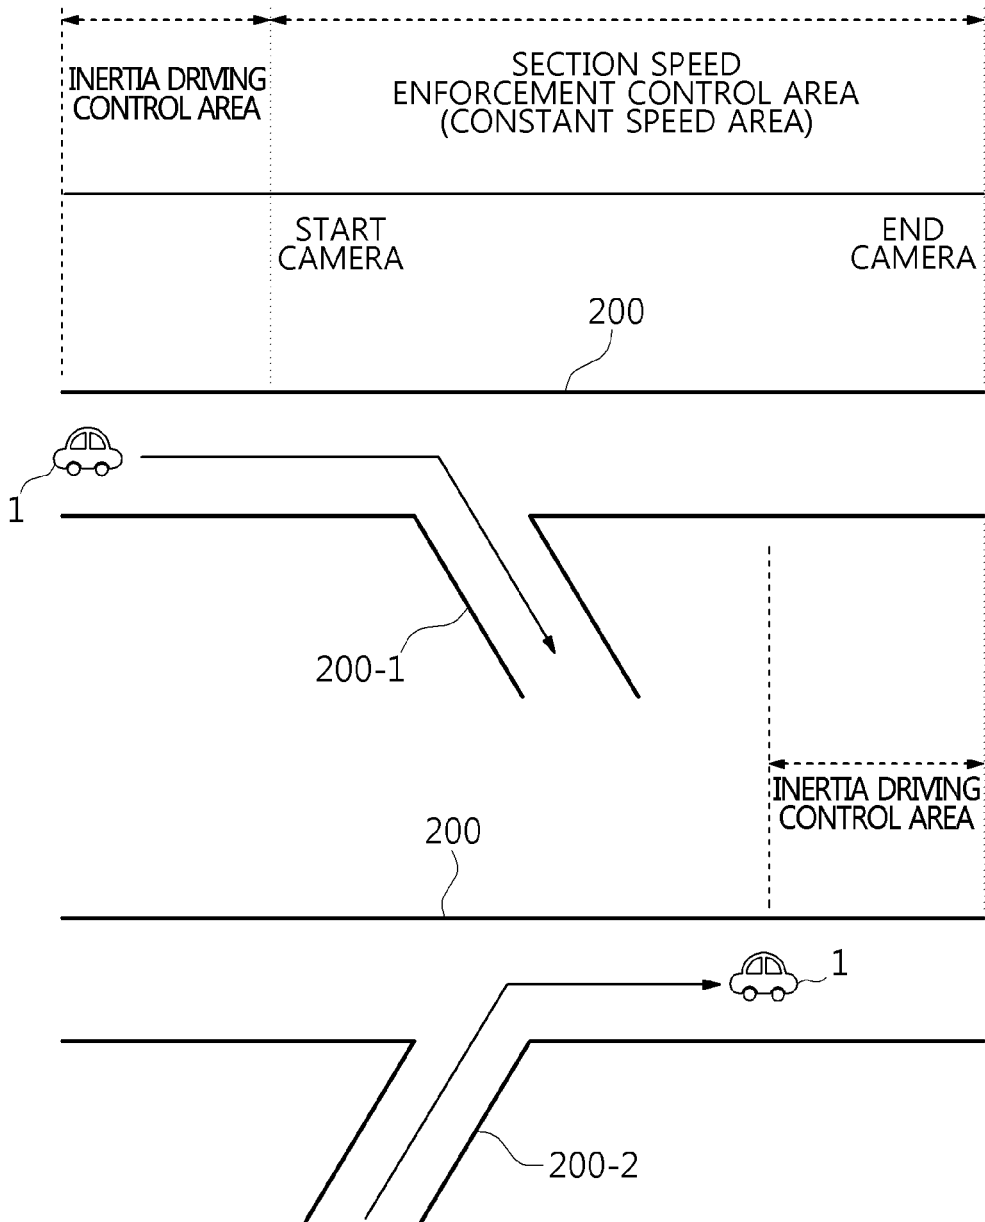 INERTIA DRIVING
CONTROL AREA
SECTION SPEED
ENFORCEMENT CONTROL AREA
(CONSTANT SPEED AREA)
START
CAMERA
END
CAMERA
200
1
200-1
INERTIA DRIVING
CONTROL AREA
200
1
200-2